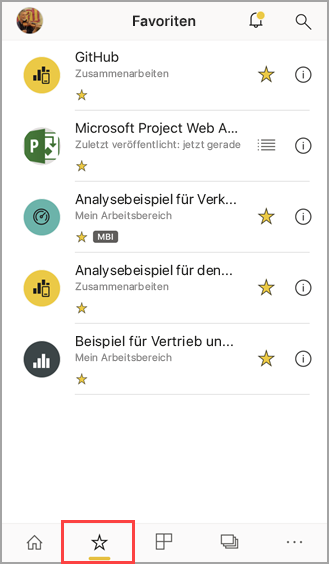 Favoriten
GitHub
Zusammenarbeiten
Microsoft Project Web A...
Zuletzt veröffentlicht: jetzt gerade
Analysebeispiel für Verk...
Mein Arbeitsbereich
MBI
Analysebeispiel für den...
Zusammenarbeiten
Beispiel für Vertrieb un...
Mein Arbeitsbereich